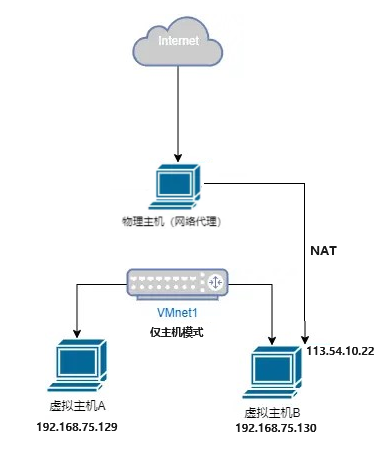 Internet
物理主机（网络代理）
NAT
VMnet1
仅主机模式
113.54.10.22
虚拟主机A
192.168.75.129
虚拟主机B
192.168.75.130